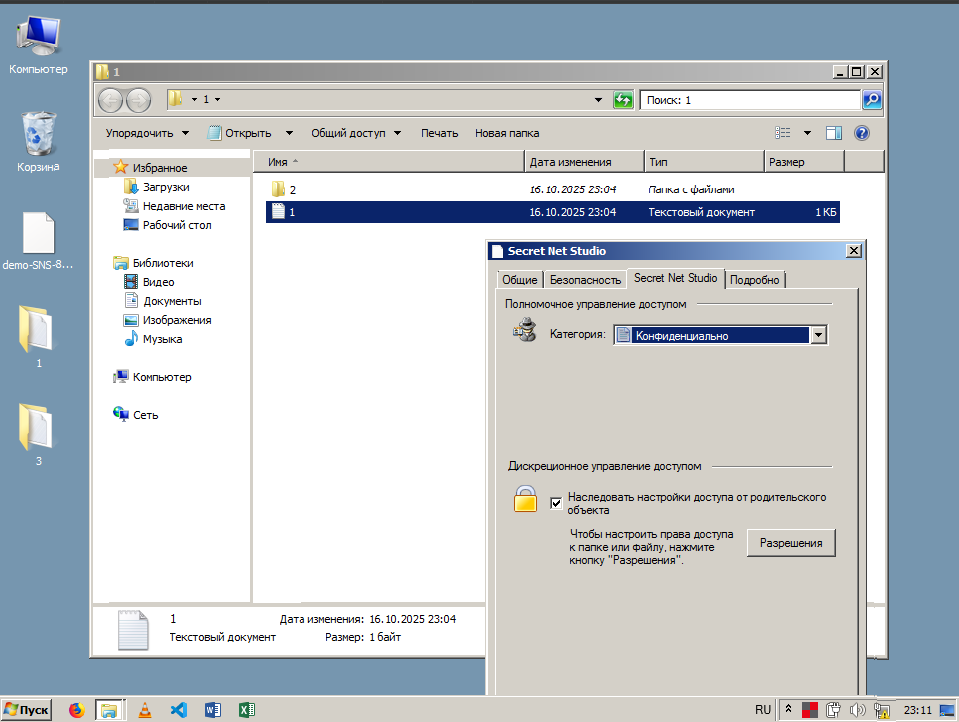 Компьютер
Корзина
demo-SNS-8...
1
3
1
1
Поиск: 1
Упорядочить
Открыть
Общий доступ
Печать
Новая папка
Избранное
Загрузки
Недавние места
Рабочий стол
Библиотеки
Видео
Документы
Изображения
Музыка
Компьютер
Сеть
Имя Дата изменения Тип Размер
2 16.10.2025 23:04 Папка с файлами
1 16.10.2025 23:04 Текстовый документ 1 КБ
Secret Net Studio
Общие Безопасность Secret Net Studio Подробно
Полномочное управление доступом
Категория: Конфиденциально
Дискреционное управление доступом
Наследовать настройки доступа от родительского
объекта
Чтобы настроить права доступа
к папке или файлу, нажмите
кнопку "Разрешения".
Разрешения
1 Дата изменения: 16.10.2025 23:04
Текстовый документ Размер: 1 байт
Пуск
RU
23:11